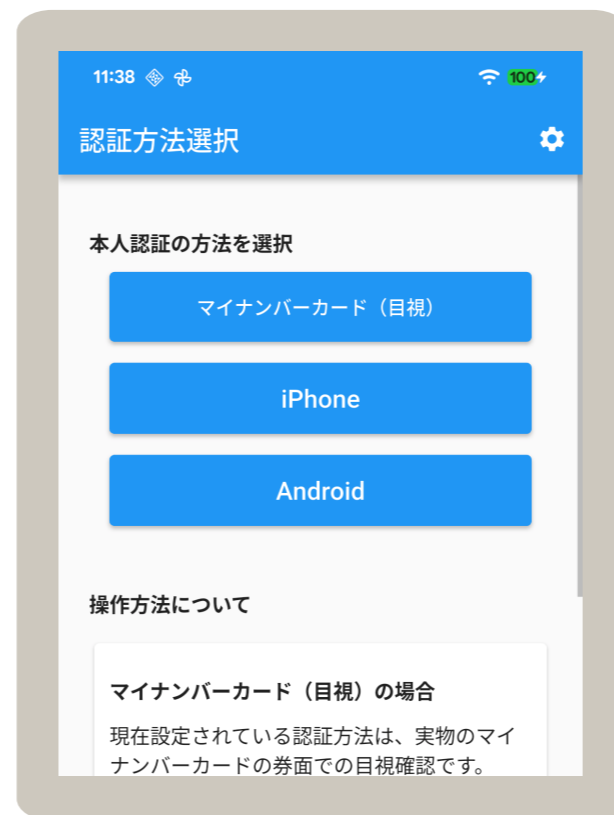 11:38
100
認証方法選択
本人認証の方法を選択
マイナンバーカード（目視）
iPhone
Android
操作方法について
マイナンバーカード（目視）の場合
現在設定されている認証方法は、実物のマイ
ナンバーカードの券面での目視確認です。